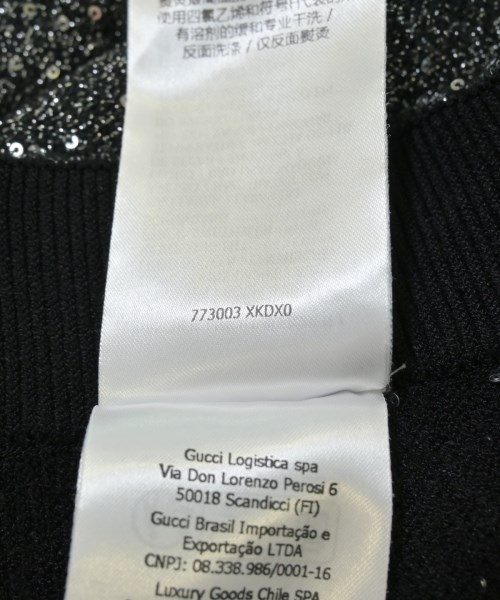 使用四氯乙烯和符号F代表的所
有溶剂的缓和专业干洗 /
反面洗涤 / 仅反面熨烫
773003 XKDX0
Gucci Logistica spa
Via Don Lorenzo Perosi 6
50018 Scandicci (FI)
Gucci Brasil Importação e
Exportação LTDA
CNPJ: 08.338.986/0001-16
Luxury Goods Chile SPA